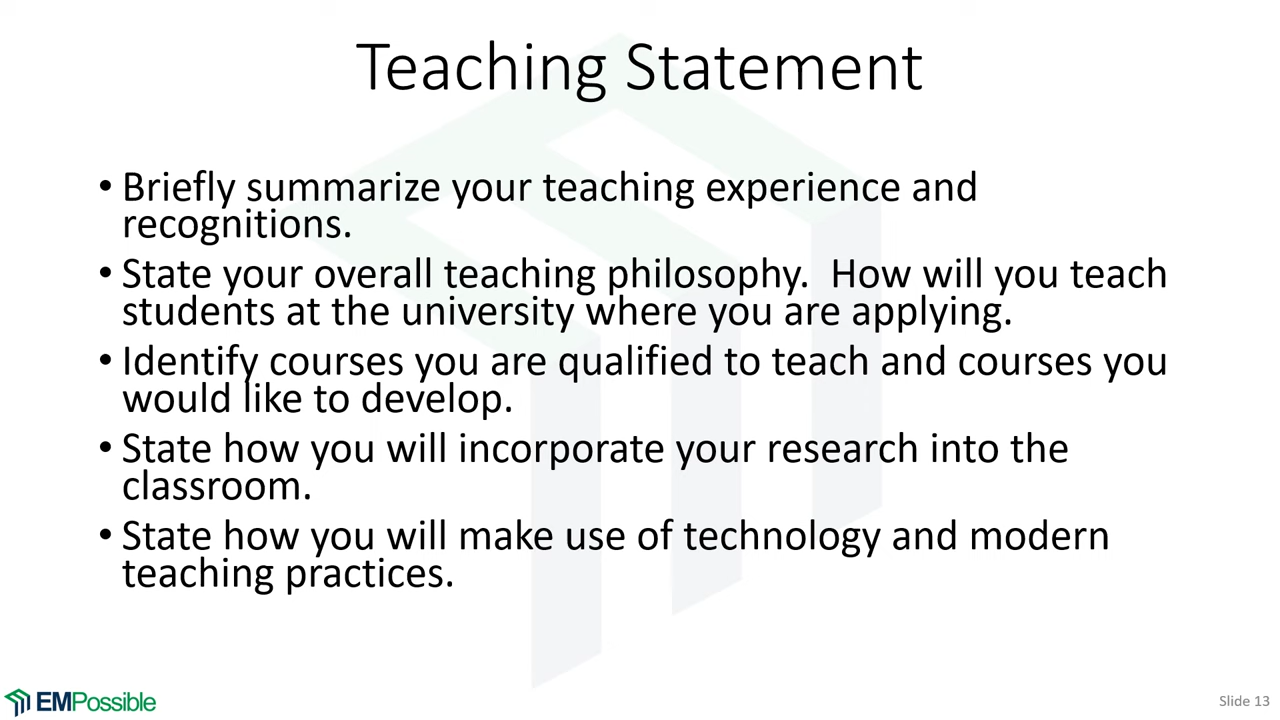 Teaching Statement
• Briefly summarize your teaching experience and
recognitions.
• State your overall teaching philosophy.  How will you teach
students at the university where you are applying.
• Identify courses you are qualified to teach and courses you
would like to develop.
• State how you will incorporate your research into the
classroom.
• State how you will make use of technology and modern
teaching practices.
EMPossible
Slide 13